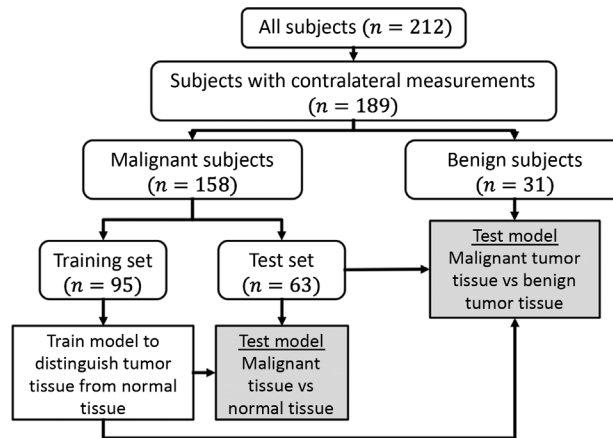 All subjects (n = 212)
Subjects with contralateral measurements
(n = 189)
Malignant subjects
(n = 158)
Benign subjects
(n = 31)
Training set
(n = 95)
Test set
(n = 63)
Test model
Malignant tumor
tissue vs benign
tumor tissue
Train model to
distinguish tumor
tissue from normal
tissue
Test model
Malignant
tissue vs
normal tissue